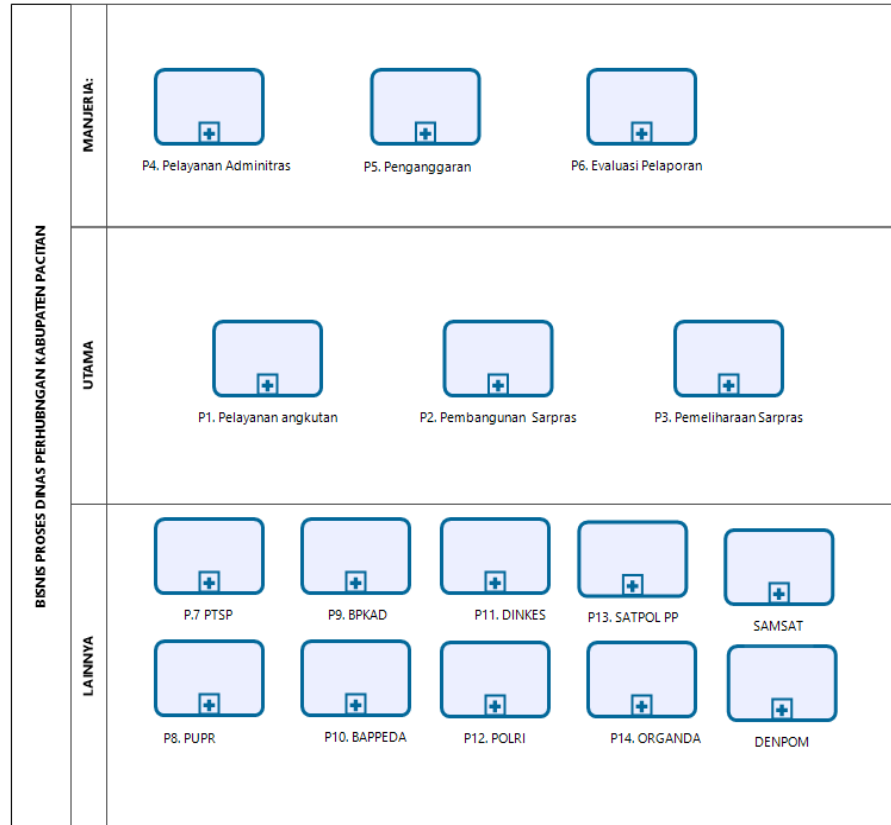 BISNIS PROSES DINAS PERHUBNGAN KABUPATEN PACITAN
MANJERIA:
P4. Pelayanan Adminitras
P5. Penganggaran
P6. Evaluasi Pelaporan
UTAMA
P1. Pelayanan angkutan
P2. Pembangunan Sarpras
P3. Pemeliharaan Sarpras
LAINNYA
P.7 PTSP
P9. BPKAD
P11. DINKES
P13. SATPOL PP
SAMSAT
P8. PUPR
P10. BAPPEDA
P12. POLRI
P14. ORGANDA
DENPOM